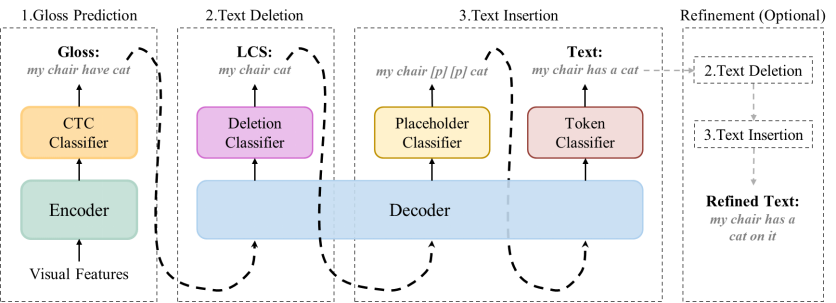 1.Gloss Prediction
Gloss:
my chair have cat
CTC
Classifier
Encoder
Visual Features
2.Text Deletion
LCS:
my chair cat
Deletion
Classifier
3.Text Insertion
my chair [p] [p] cat
Placeholder
Classifier
Text:
my chair has a cat
Token
Classifier
Decoder
Refinement (Optional)
2.Text Deletion
3.Text Insertion
Refined Text:
my chair has a
cat on it